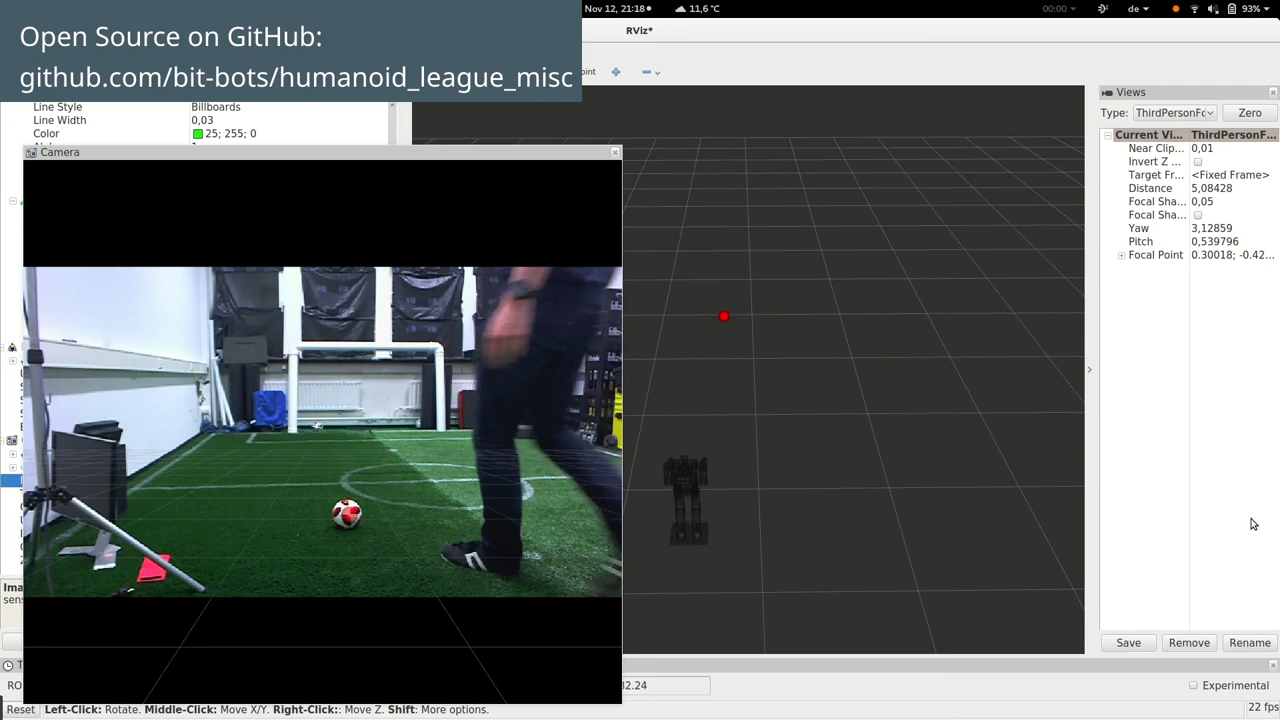 Open Source on GitHub:
github.com/bit-bots/humanoid_league_misc
Nov 12, 21:18
11,6 °C
00:00
de
93%
RViz*
oint
Line Style Billboards
Line Width 0,03
Color 25; 255; 0
Camera
Views
Type: ThirdPersonFo Zero
Current Vi... ThirdPersonF...
Near Clip... 0,01
Invert Z ...
Target Fr... <Fixed Frame>
Distance 5,08428
Focal Sha... 0,05
Focal Sha...
Yaw 3,12859
Pitch 0,539796
Focal Point 0.30018; -0.42...
Save Remove Rename
Ima
sens
RO
2.24
Experimental
Reset Left-Click: Rotate. Middle-Click: Move X/Y. Right-Click:: Move Z. Shift: More options.
22 fps